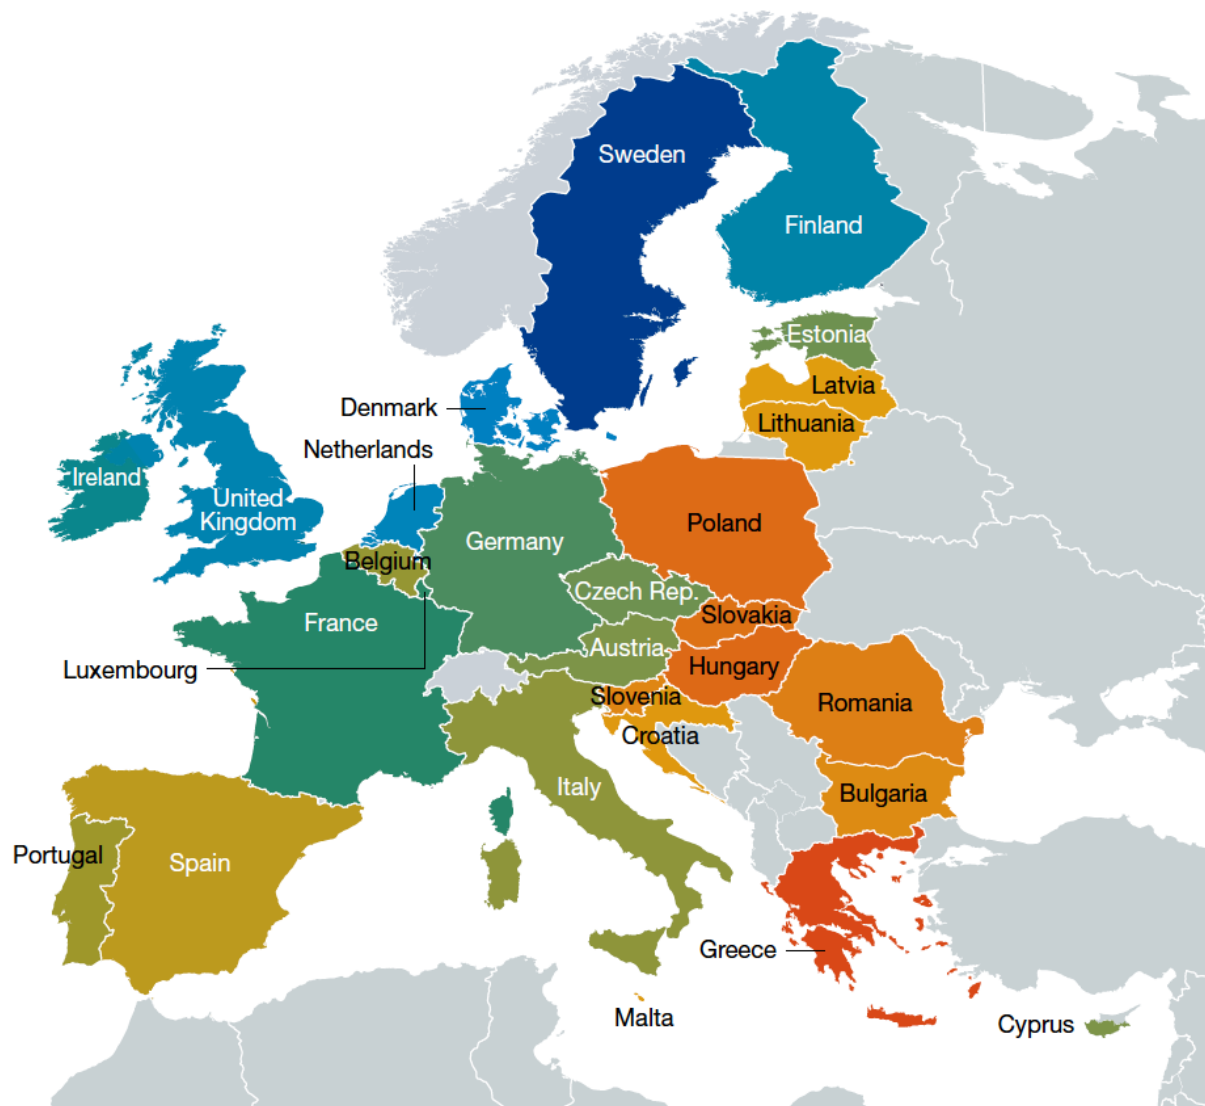 Sweden
Finland
Estonia
Latvia
Denmark
Lithuania
Netherlands
Ireland
United
Kingdom
Poland
Germany
Belgium
Czech Rep.
Slovakia
France
Austria
Luxembourg
Hungary
Slovenia
Romania
Croatia
Italy
Bulgaria
Portugal
Spain
Greece
Malta
Cyprus